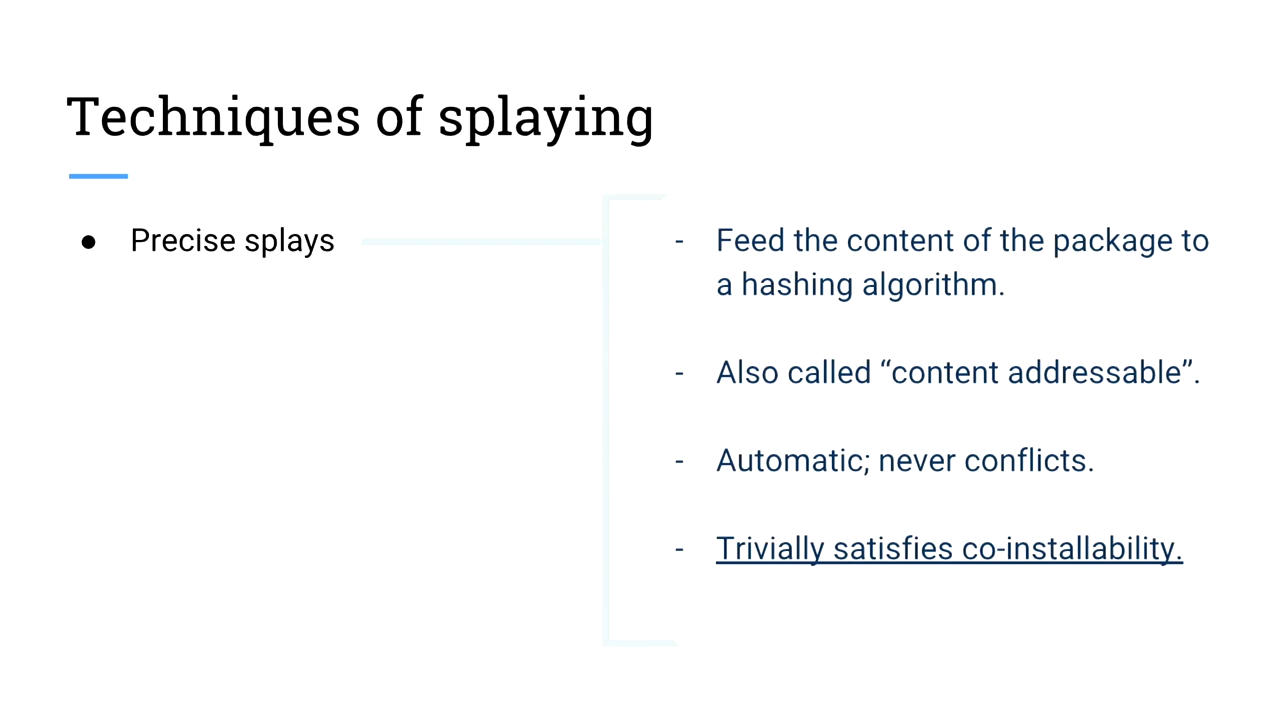 Techniques of splaying
● Precise splays
- Feed the content of the package to
a hashing algorithm.
- Also called “content addressable”.
- Automatic; never conflicts.
- Trivially satisfies co-installability.